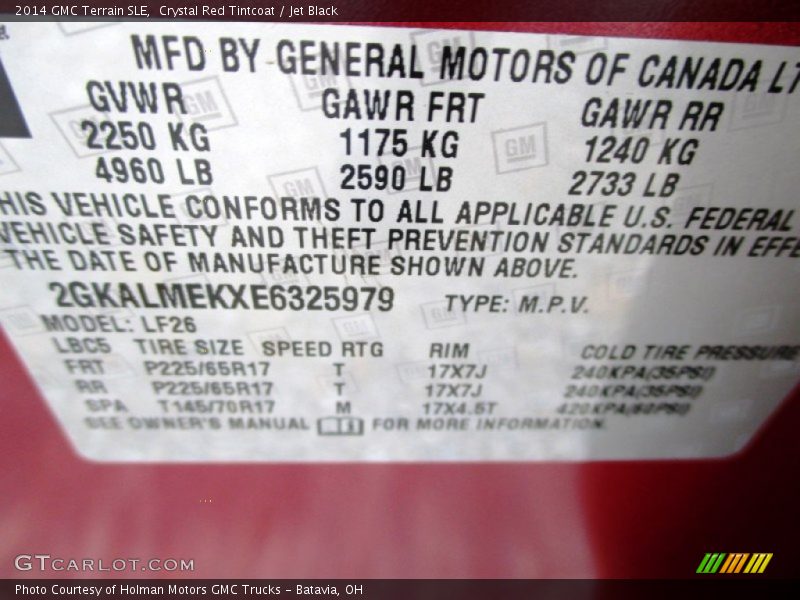 2014 GMC Terrain SLE, Crystal Red Tintcoat / Jet Black
MFD BY GENERAL MOTORS OF CANADA LT
GVWR GAWR FRT GAWR RR
2250 KG 1175 KG 1240 KG
4960 LB 2590 LB 2733 LB
HIS VEHICLE CONFORMS TO ALL APPLICABLE U.S. FEDERAL
VEHICLE SAFETY AND THEFT PREVENTION STANDARDS IN EFFE
THE DATE OF MANUFACTURE SHOWN ABOVE.
2GKALMEKXE6325979 TYPE: M.P.V.
MODEL: LF26
LBC5 TIRE SIZE SPEED RTG RIM COLD TIRE PRESSURE
FRT P225/65R17 T 17X7J 240KPA(35PSI)
RR P225/65R17 T 17X7J 240KPA(35PSI)
SPA T145/70R17 M 17X4.5T 420KPA(60PSI)
SEE OWNER'S MANUAL FOR MORE INFORMATION.
GTCARLOT.COM
Photo Courtesy of Holman Motors GMC Trucks - Batavia, OH